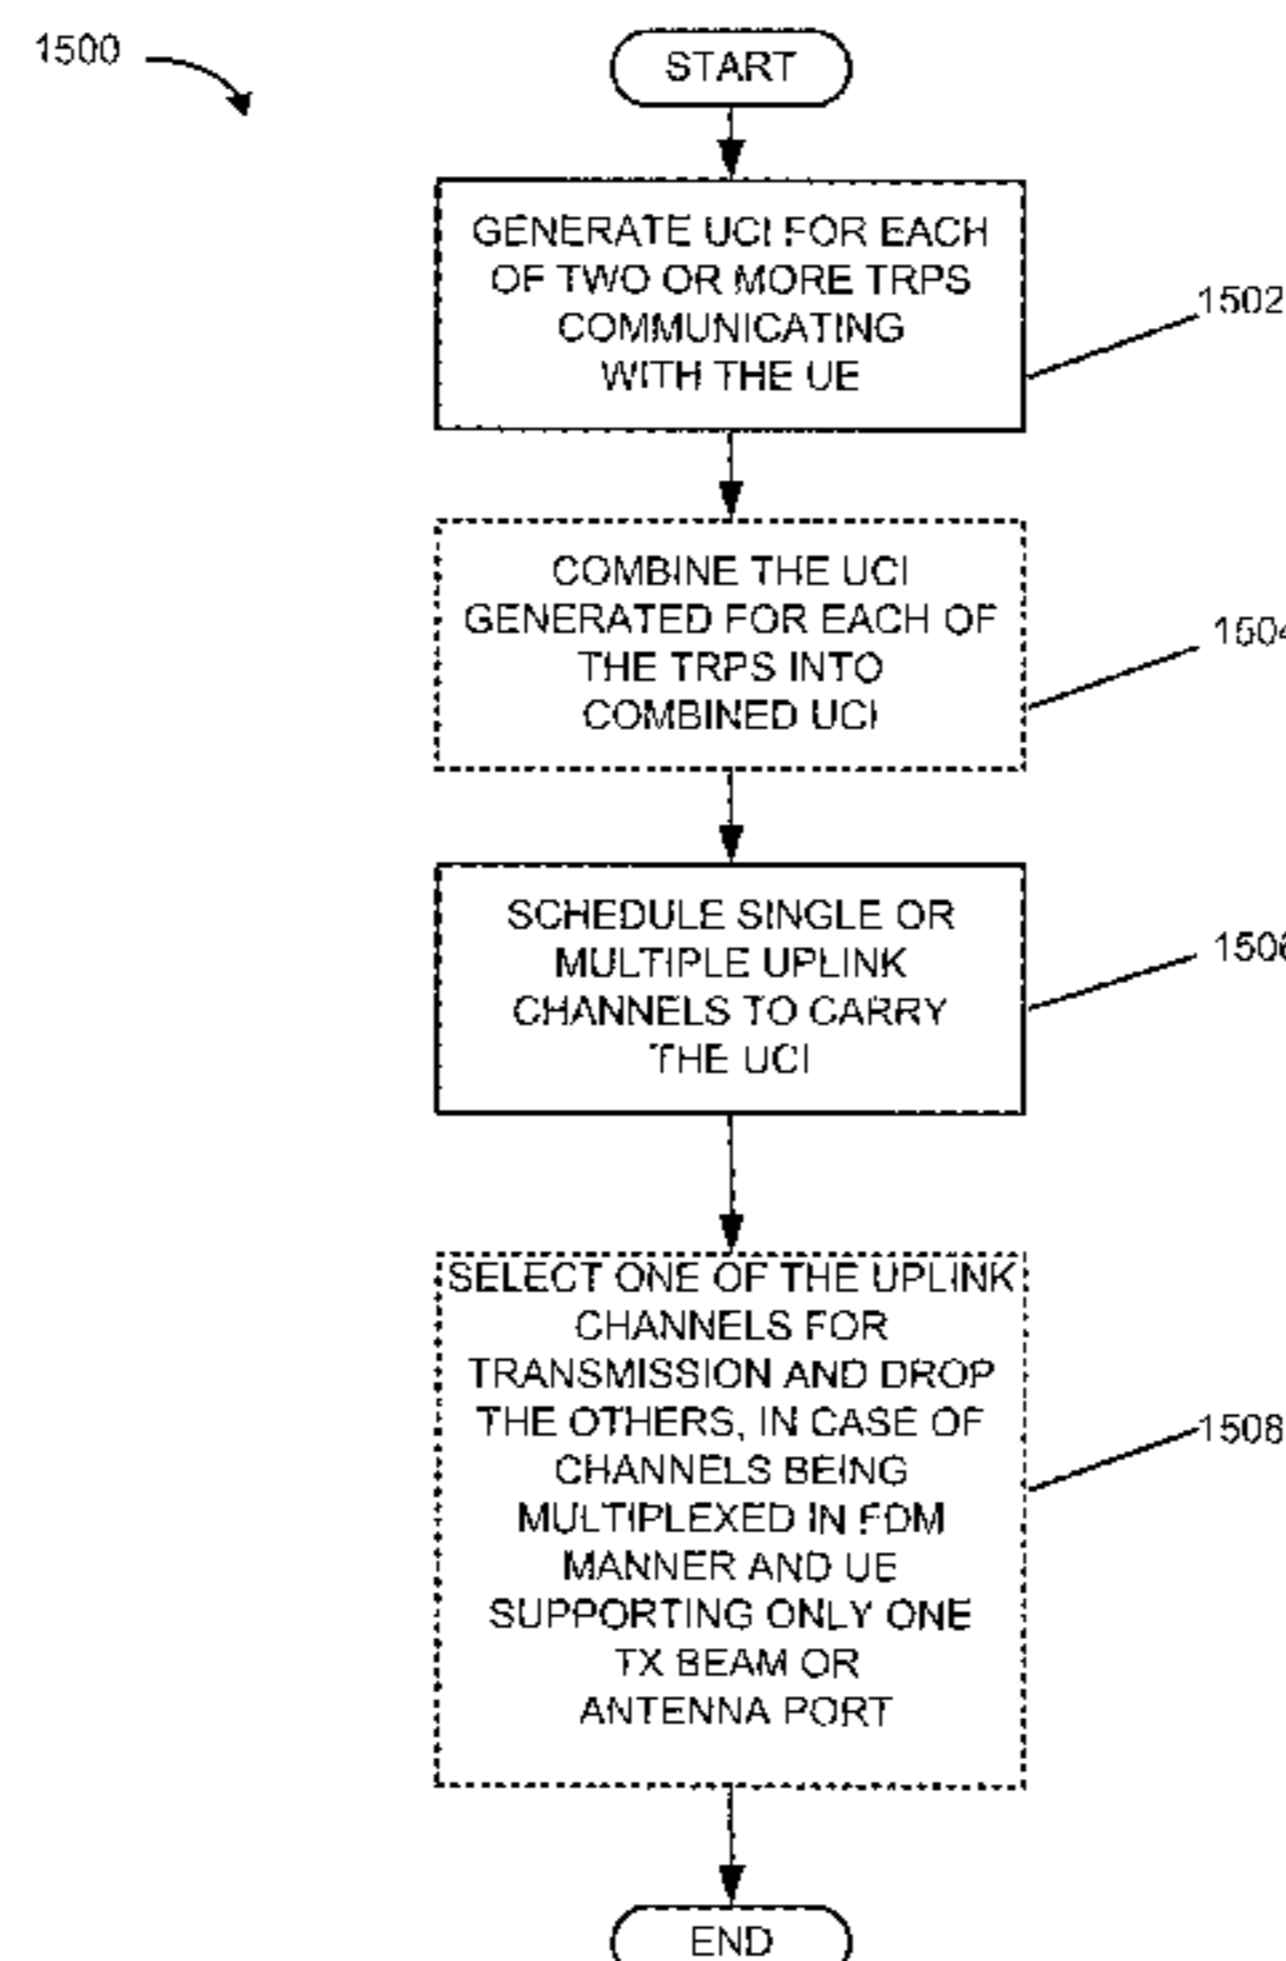 1500
START
GENERATE UCI FOR EACH
OF TWO OR MORE TRPS
COMMUNICATING
WITH THE UE
1502
COMBINE THE UCI
GENERATED FOR EACH OF
THE TRPS INTO
COMBINED UCI
1504
SCHEDULE SINGLE OR
MULTIPLE UPLINK
CHANNELS TO CARRY
THE UCI
1506
SELECT ONE OF THE UPLINK
CHANNELS FOR
TRANSMISSION AND DROP
THE OTHERS, IN CASE OF
CHANNELS BEING
MULTIPLEXED IN FDM
MANNER AND UE
SUPPORTING ONLY ONE
TX BEAM OR
ANTENNA PORT
1508
END